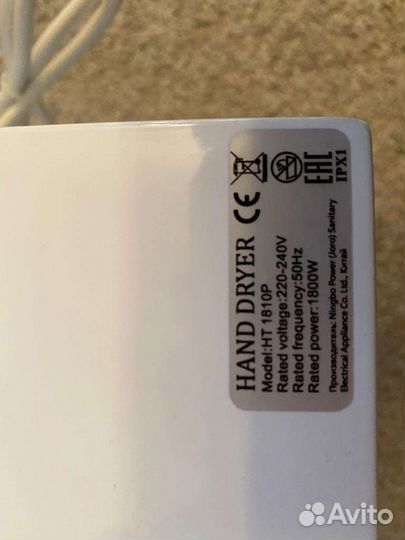 HAND DRYER CE EAC
Model:HT 1810P
Rated voltage:220-240V
Rated frequency:50Hz IPX1
Rated power:1800W
Производитель: Ningbo Power (Joro) Sanitary
Electrical Appliance Co. Ltd., Китай
Avito